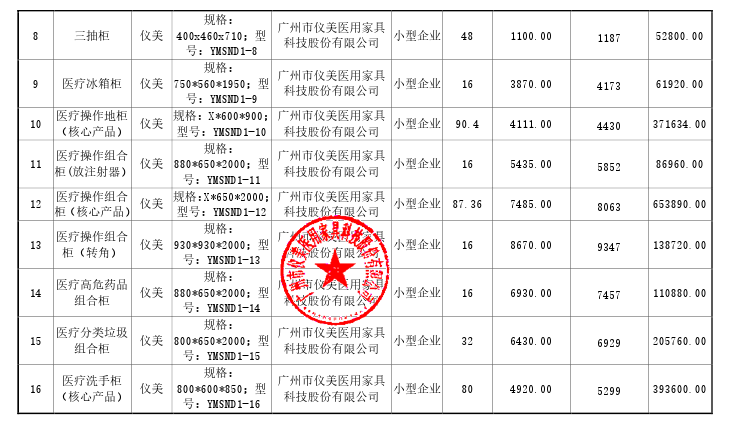 8 三抽柜 仪美 规格：400x460x710；型号：YMSND1-8 广州市仪美医用家具科技股份有限公司 小型企业 48 1100.00 1187 52800.00
9 医疗冰箱柜 仪美 规格：750*560*1950；型号：YMSND1-9 广州市仪美医用家具科技股份有限公司 小型企业 16 3870.00 4173 61920.00
10 医疗操作地柜（核心产品） 仪美 规格：X*600*900；型号：YMSND1-10 广州市仪美医用家具科技股份有限公司 小型企业 90.4 4111.00 4430 371634.00
11 医疗操作组合柜(放注射器) 仪美 规格：880*650*2000；型号：YMSND1-11 广州市仪美医用家具科技股份有限公司 小型企业 16 5435.00 5852 86960.00
12 医疗操作组合柜（核心产品） 仪美 规格:X*650*2000；型号：YMSND1-12 广州市仪美医用家具科技股份有限公司 小型企业 87.36 7485.00 8063 653890.00
13 医疗操作组合柜（转角） 仪美 规格：930*930*2000；型号：YMSND1-13 广州市仪美医用家具科技股份有限公司 小型企业 16 8670.00 9347 138720.00
14 医疗高危药品组合柜 仪美 规格：880*650*2000；型号：YMSND1-14 广州市仪美医用家具科技股份有限公司 小型企业 16 6930.00 7457 110880.00
15 医疗分类垃圾组合柜 仪美 规格：800*650*2000；型号：YMSND1-15 广州市仪美医用家具科技股份有限公司 小型企业 32 6430.00 6929 205760.00
16 医疗洗手柜（核心产品） 仪美 规格：800*600*850；型号：YMSND1-16 广州市仪美医用家具科技股份有限公司 小型企业 80 4920.00 5299 393600.00
广州市仪美医用家具科技股份有限公司